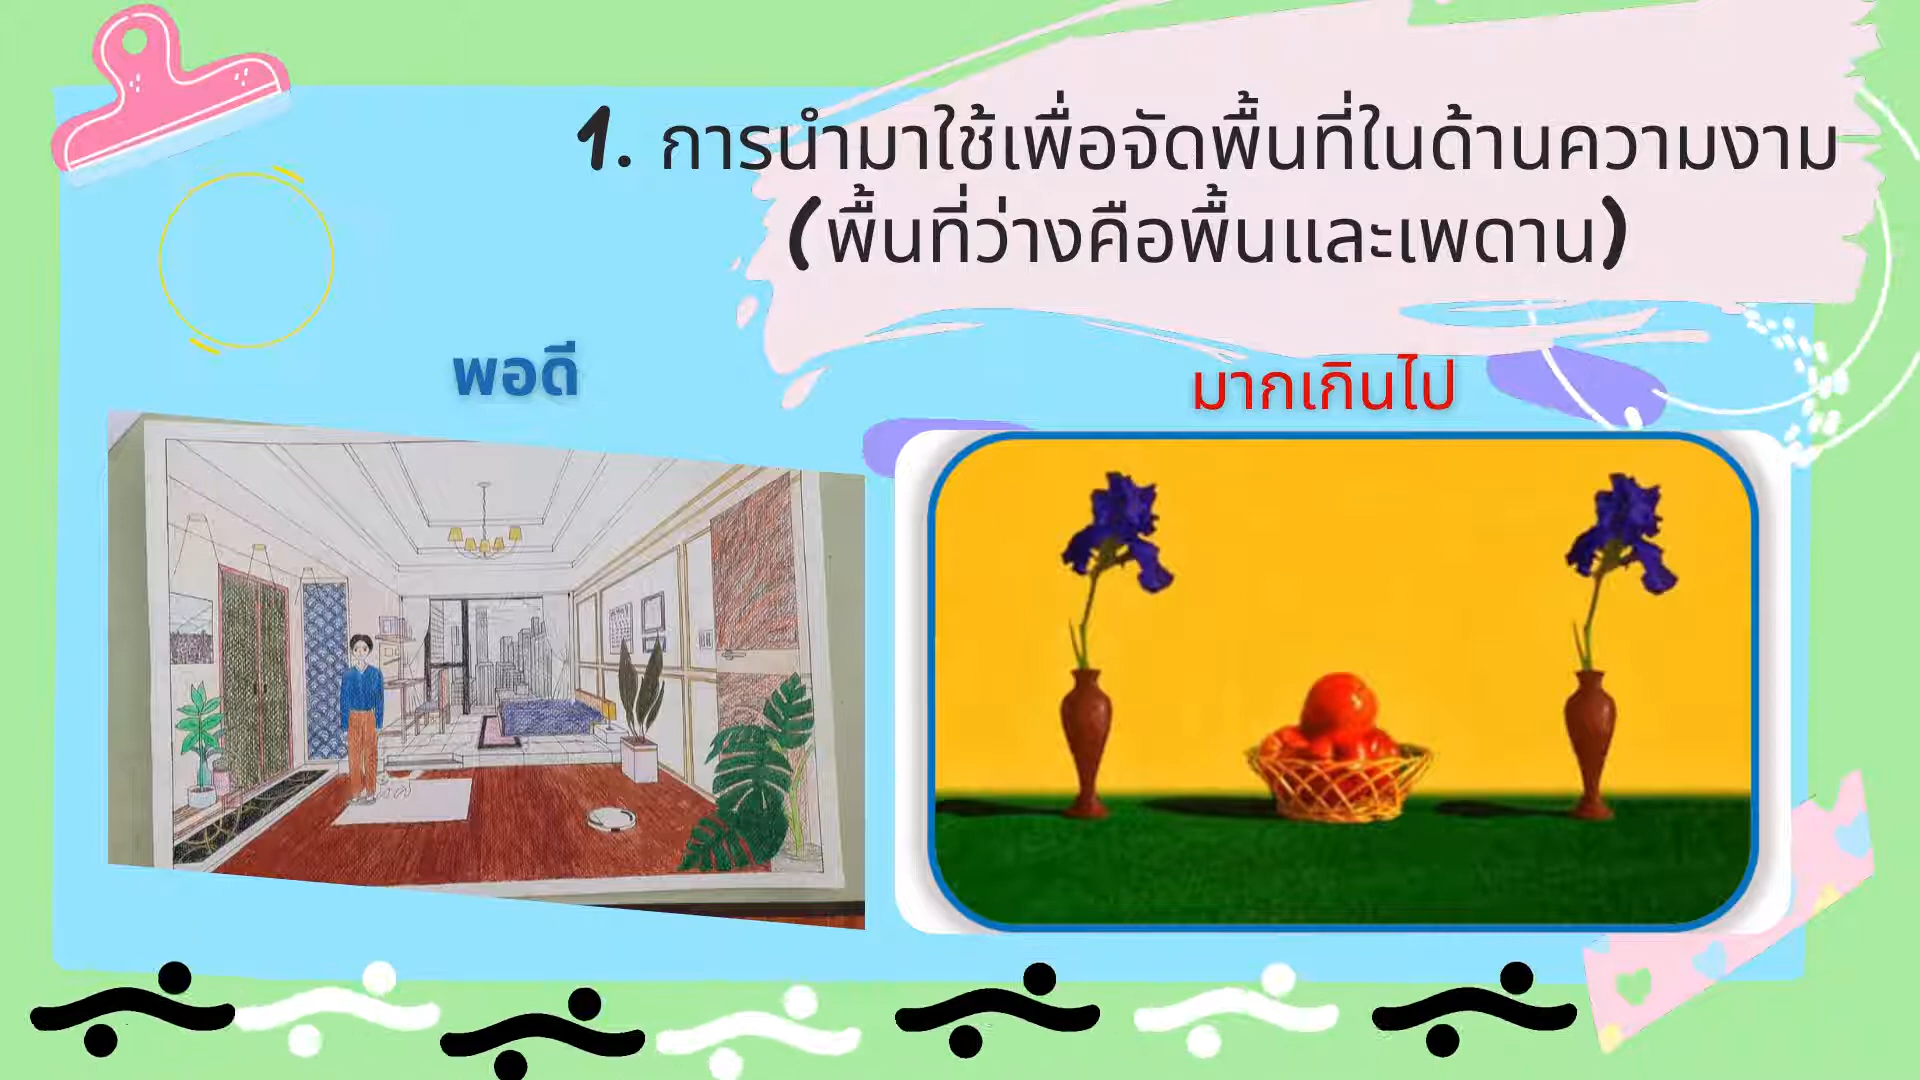 1. การนำมาใช้เพื่อจัดพื้นที่ในด้านความงาม
(พื้นที่ว่างคือพื้นและเพดาน)
พอดี
มากเกินไป